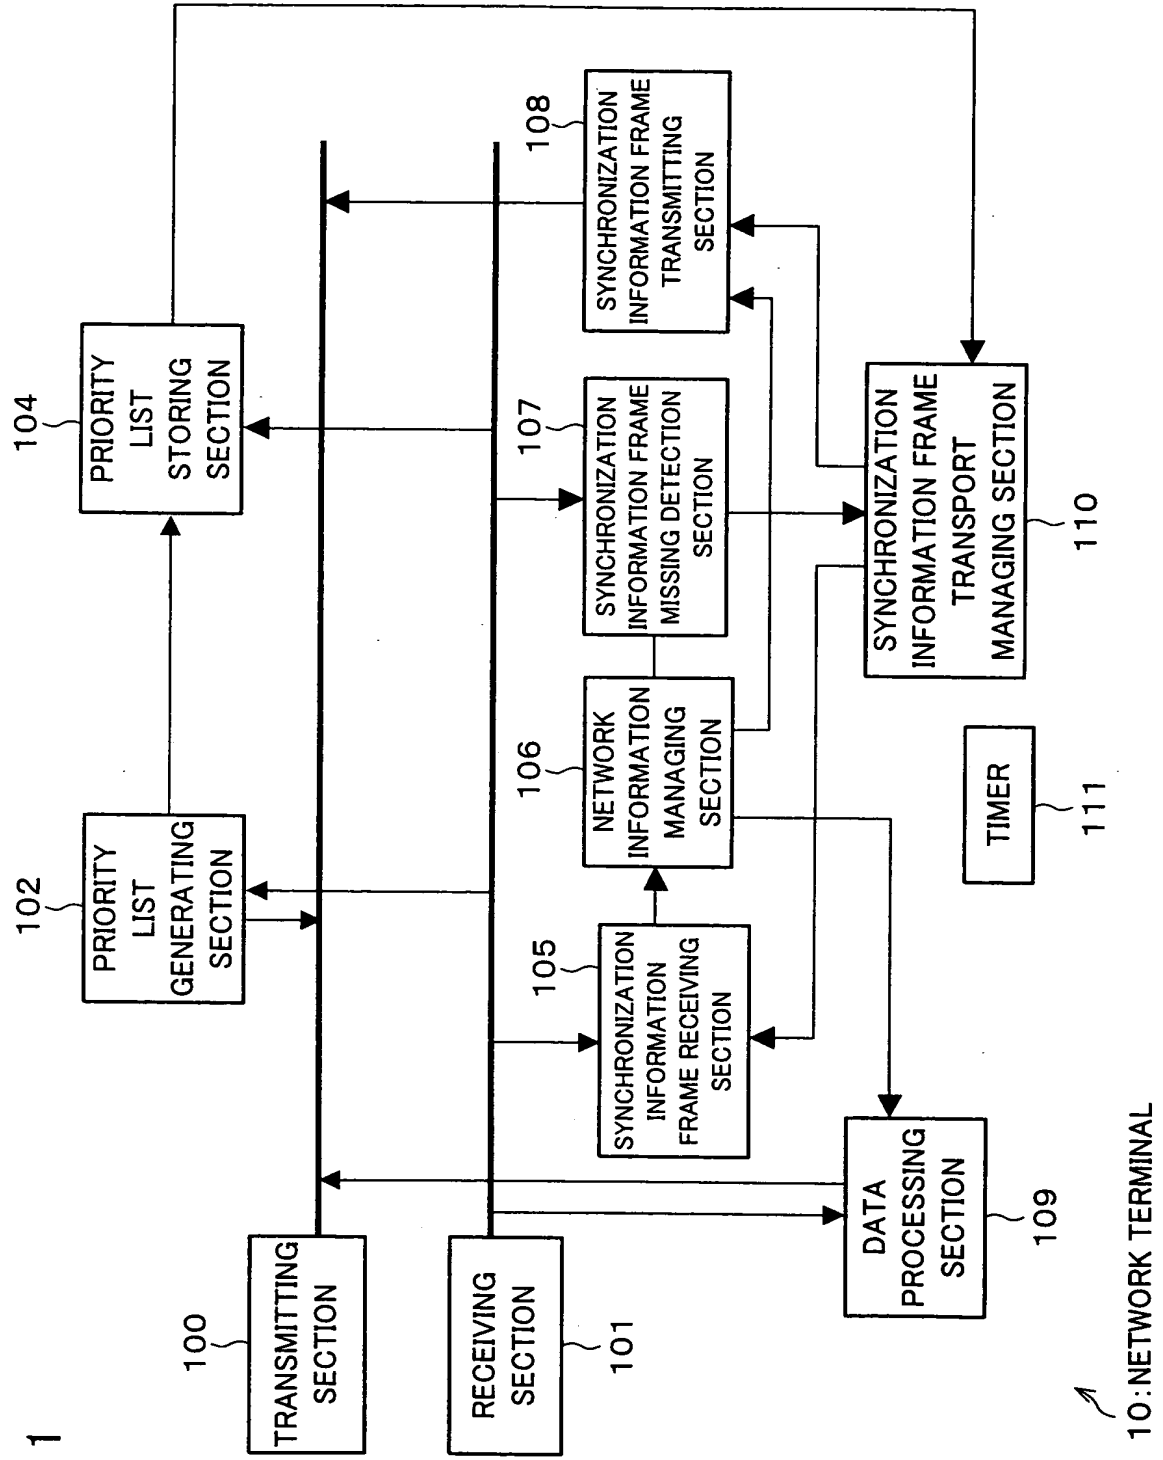 1
100
TRANSMITTING
SECTION
RECEIVING
SECTION
101
102
PRIORITY
LIST
GENERATING
SECTION
104
PRIORITY
LIST
STORING
SECTION
105
SYNCHRONIZATION
INFORMATION
FRAME RECEIVING
SECTION
106
NETWORK
INFORMATION
MANAGING
SECTION
107
SYNCHRONIZATION
INFORMATION FRAME
MISSING DETECTION
SECTION
108
SYNCHRONIZATION
INFORMATION FRAME
TRANSMITTING
SECTION
DATA
PROCESSING
SECTION
109
TIMER
111
SYNCHRONIZATION
INFORMATION FRAME
TRANSPORT
MANAGING SECTION
110
10:NETWORK TERMINAL